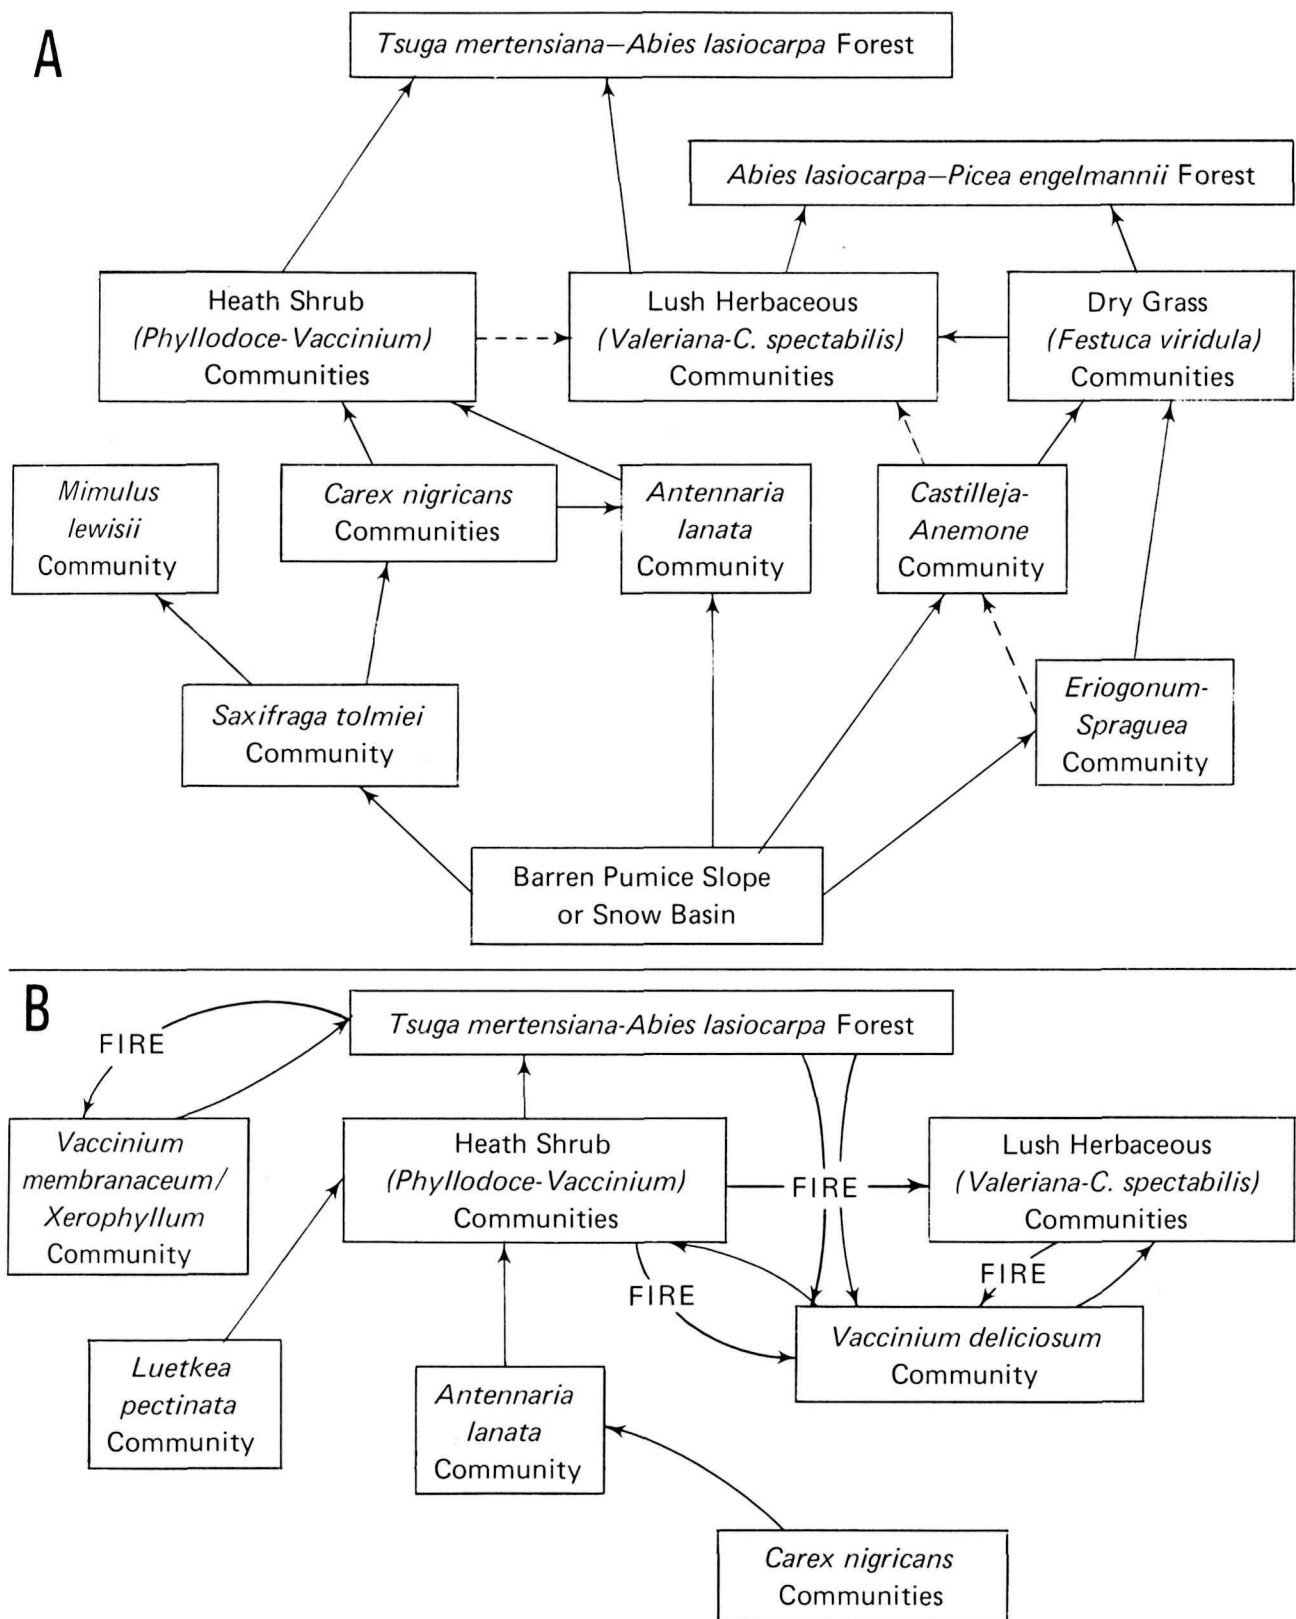 A
Tsuga mertensiana—Abies lasiocarpa Forest
Abies lasiocarpa—Picea engelmannii Forest
Heath Shrub
(Phyllodoce-Vaccinium)
Communities
Lush Herbaceous
(Valeriana-C. spectabilis)
Communities
Dry Grass
(Festuca viridula)
Communities
Mimulus
lewisii
Community
Carex nigricans
Communities
Antennaria
lanata
Community
Castilleja-
Anemone
Community
Saxifraga tolmiei
Community
Eriogonum-
Spraguea
Community
Barren Pumice Slope
or Snow Basin
B
Tsuga mertensiana-Abies lasiocarpa Forest
FIRE
Vaccinium
membranaceum/
Xerophyllum
Community
Heath Shrub
(Phyllodoce-Vaccinium)
Communities
FIRE
Lush Herbaceous
(Valeriana-C. spectabilis)
Communities
FIRE
FIRE
Vaccinium deliciosum
Community
Luetkea
pectinata
Community
Antennaria
lanata
Community
Carex nigricans
Communities